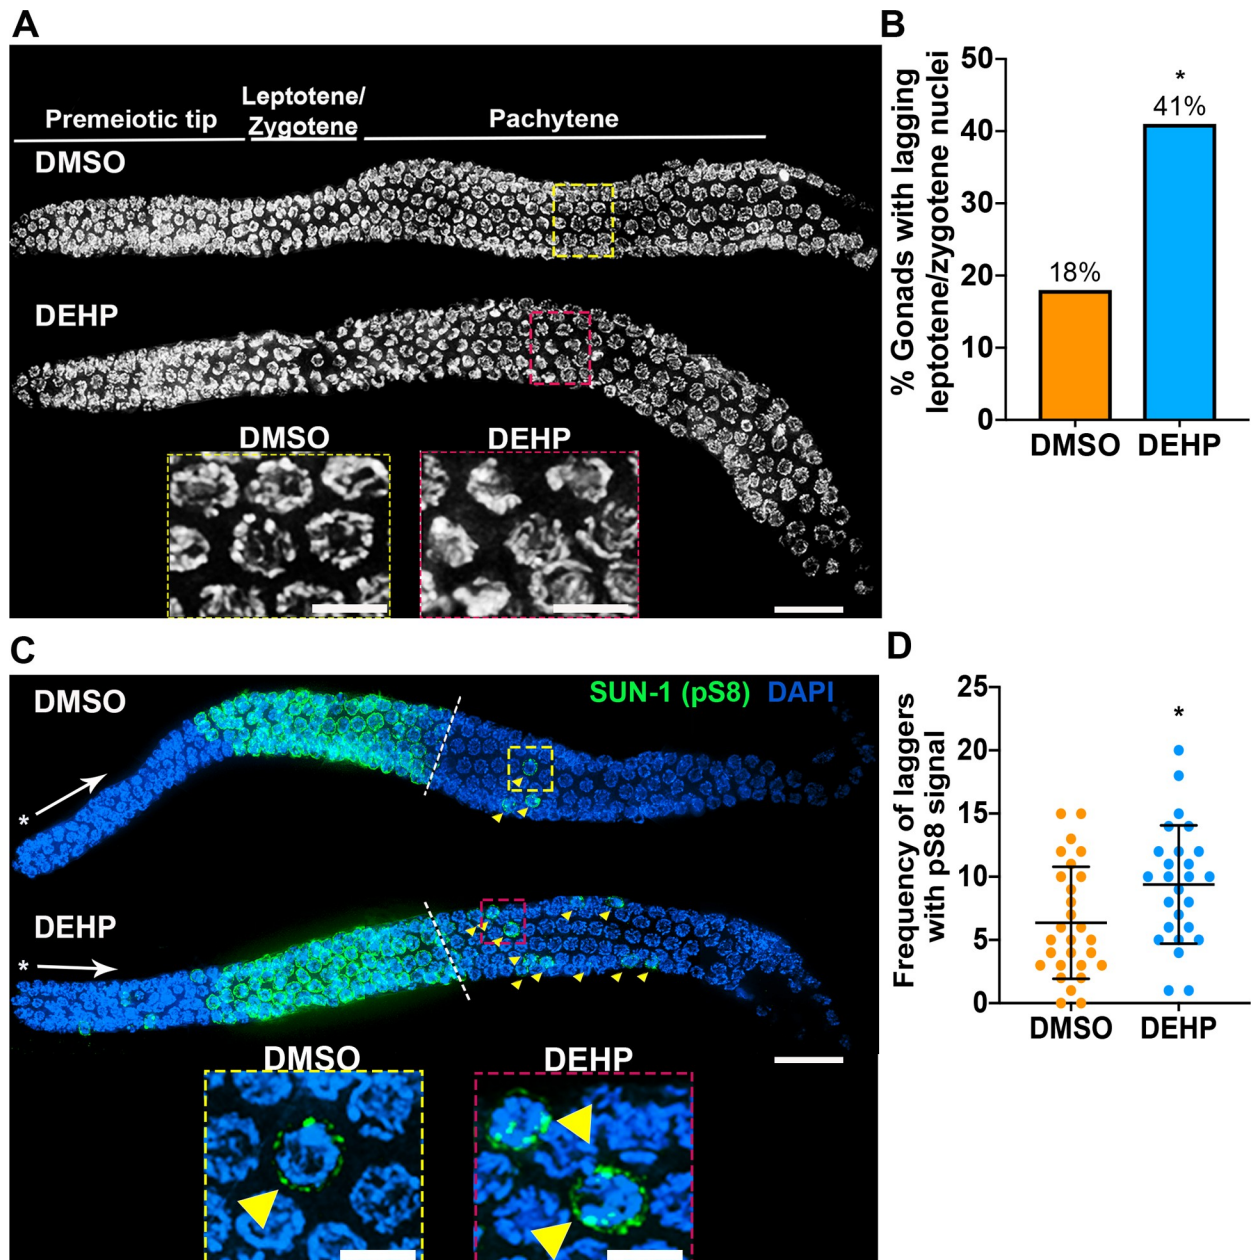 A
Premeiotic tip
Leptotene/
Zygotene
Pachytene
DMSO
DEHP
DMSO
DEHP
B
% Gonads with lagging
leptotene/zygotene nuclei
50
40
30
20
10
0
18%
*
41%
DMSO
DEHP
C
DMSO
SUN-1 (pS8) DAPI
*
DEHP
*
DMSO
DEHP
D
Frequency of laggers
with pS8 signal
25
20
15
10
5
0
*
DMSO
DEHP